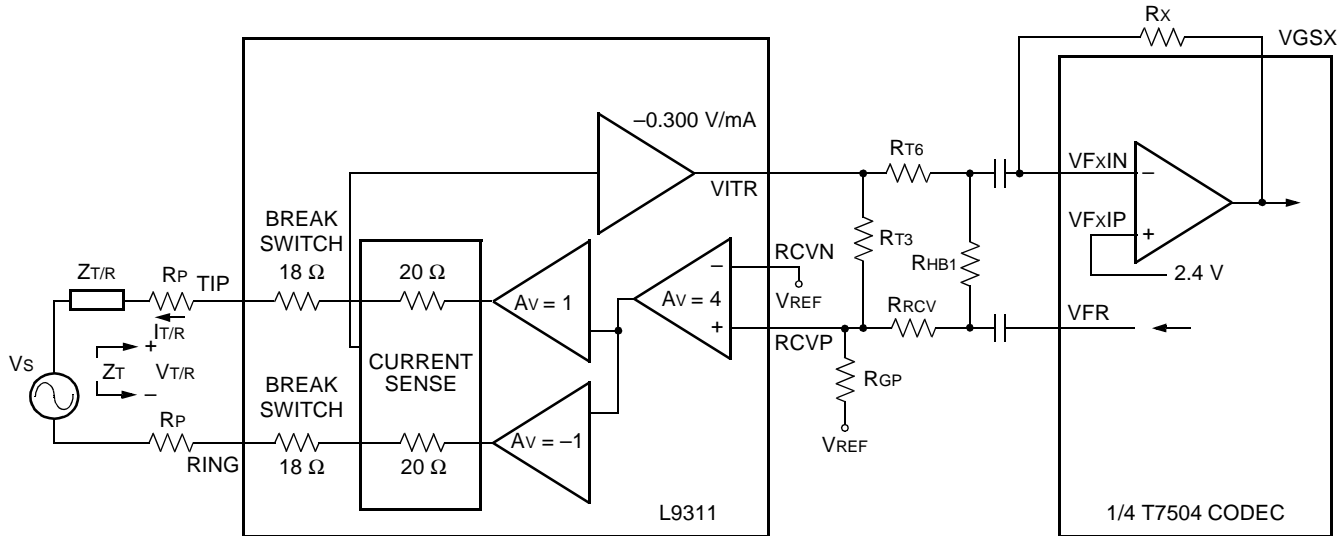 RX
VGSX
–0.300 V/mA
RT6
VITR
VFXIN
–
BREAK
SWITCH
RT3
RHB1
VFXIP
+
ZT/R
RP
TIP
18 Ω
20 Ω
AV = 1
AV = 4
–
+
RCVN
VREF
2.4 V
IT/R
RRCV
VFR
RCVP
VS
+
ZT
VT/R
–
CURRENT
SENSE
BREAK
SWITCH
RGP
VREF
RP
RING
18 Ω
20 Ω
AV = –1
L9311
1/4 T7504 CODEC